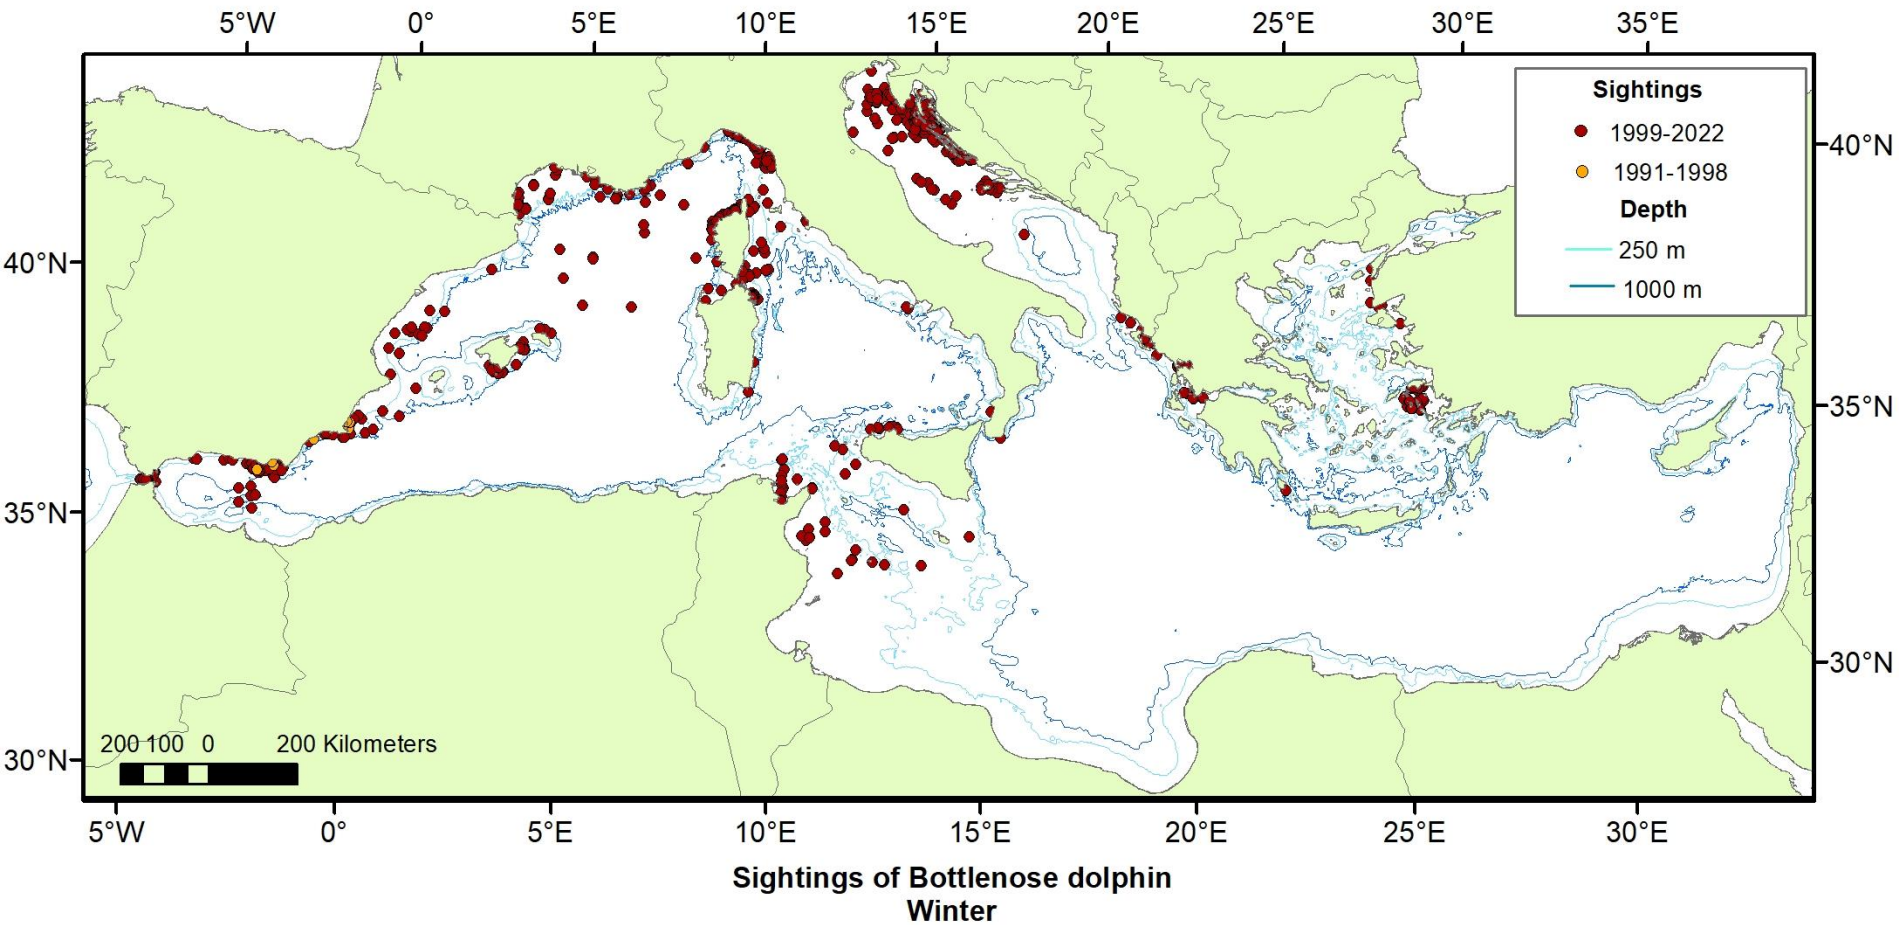 5°W 0° 5°E 10°E 15°E 20°E 25°E 30°E 35°E
Sightings
1999-2022
1991-1998
Depth
250 m
1000 m
40°N
40°N
35°N
35°N
30°N
30°N
200 100 0 200 Kilometers
5°W 0° 5°E 10°E 15°E 20°E 25°E 30°E
Sightings of Bottlenose dolphin
Winter